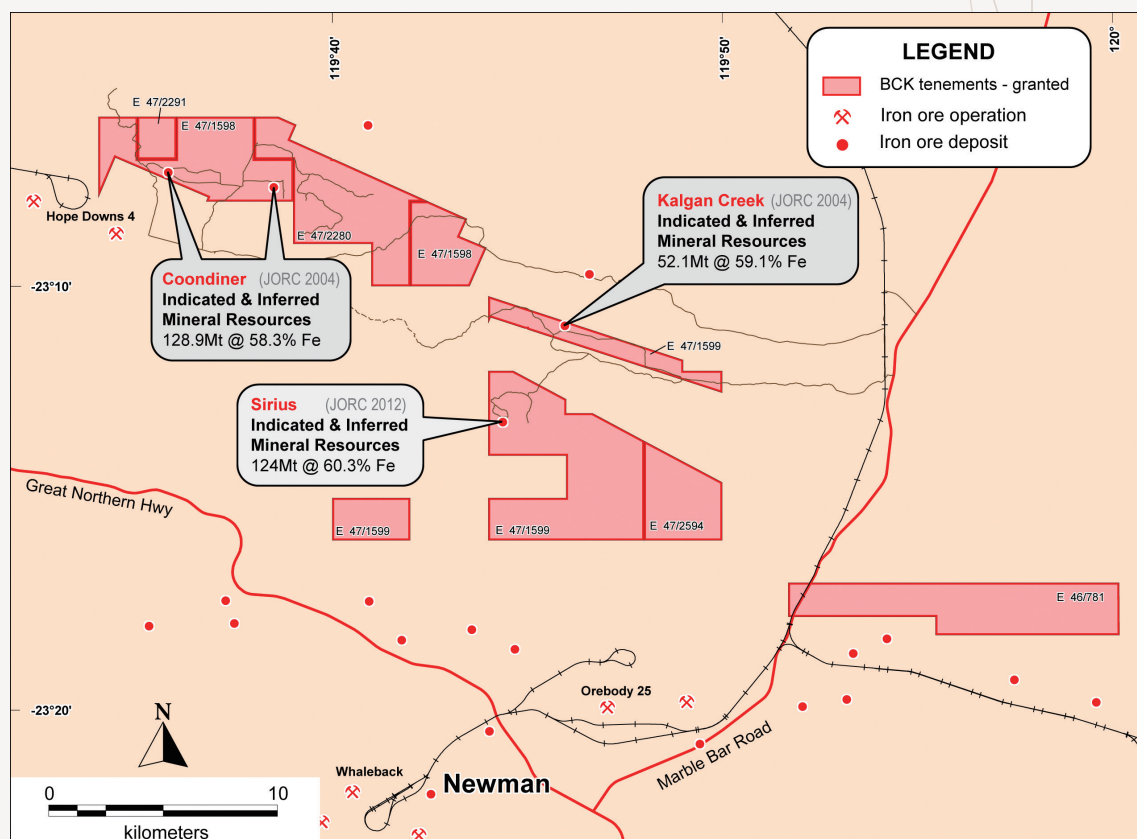 119°40'
119°50'
120°
LEGEND
BCK tenements - granted
Iron ore operation
Iron ore deposit
E 47/2291
E 47/1598
Hope Downs 4
E 47/2280
E 47/1598
Kalgan Creek (JORC 2004)
Indicated & Inferred
Mineral Resources
52.1Mt @ 59.1% Fe
-23°10'
Coondiner (JORC 2004)
Indicated & Inferred
Mineral Resources
128.9Mt @ 58.3% Fe
E 47/1599
Sirius (JORC 2012)
Indicated & Inferred
Mineral Resources
124Mt @ 60.3% Fe
Great Northern Hwy
E 47/1599
E 47/1599
E 47/2594
E 46/781
-23°20'
N
Orebody 25
Marble Bar Road
Whaleback
Newman
0 10
kilometers